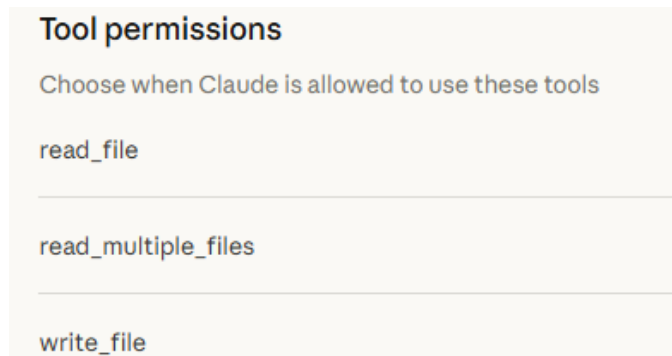 Tool permissions
Choose when Claude is allowed to use these tools
read_file
read_multiple_files
write_file